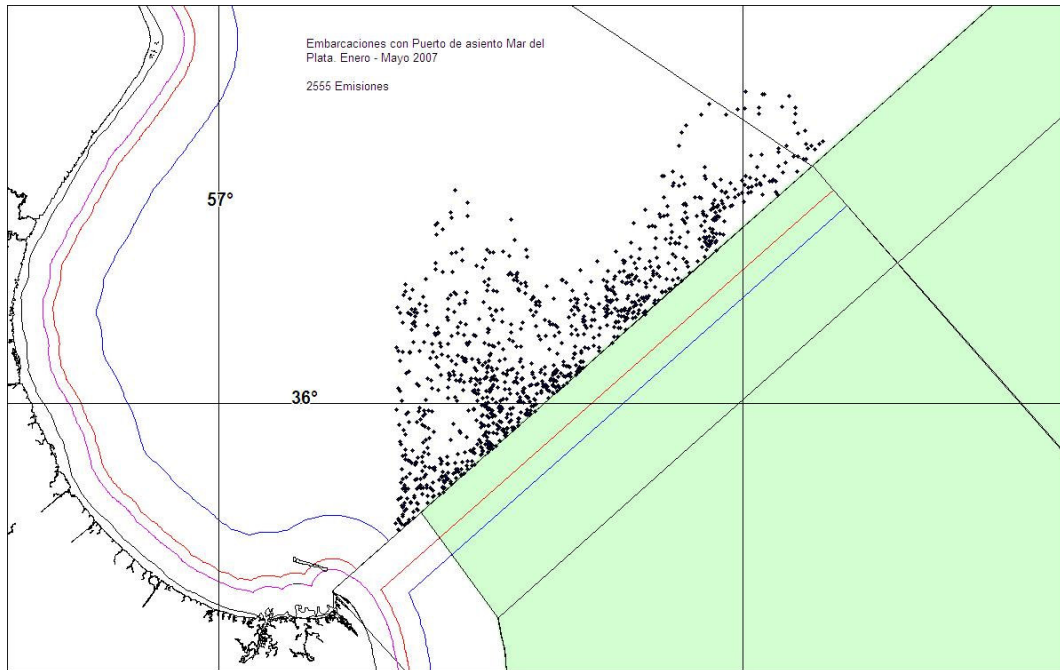 Embarcaciones con Puerto de asiento Mar del
Plata. Enero - Mayo 2007
2555 Emisiones
57°
36°